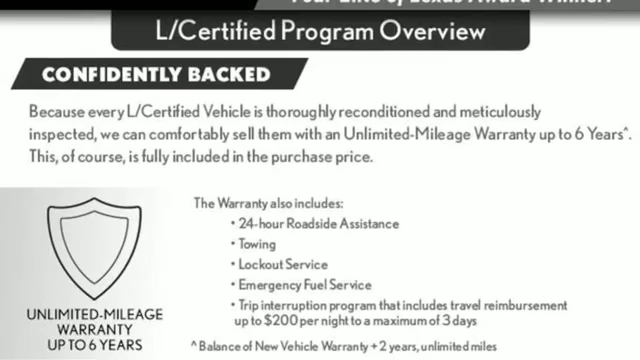 L/Certified Program Overview
CONFIDENTLY BACKED
Because every L/Certified Vehicle is thoroughly reconditioned and meticulously
inspected, we can comfortably sell them with an Unlimited-Mileage Warranty up to 6 Years^.
This, of course, is fully included in the purchase price.
The Warranty also includes:
• 24-hour Roadside Assistance
• Towing
• Lockout Service
• Emergency Fuel Service
• Trip interruption program that includes travel reimbursement
up to $200 per night to a maximum of 3 days
UNLIMITED-MILEAGE
WARRANTY
UP TO 6 YEARS
^ Balance of New Vehicle Warranty + 2 years, unlimited miles